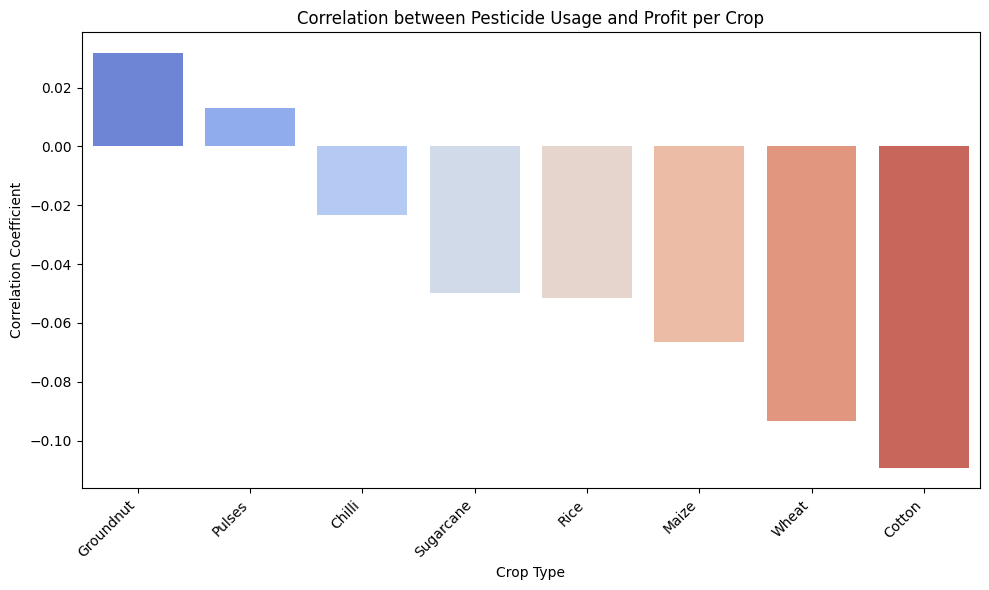 Correlation between Pesticide Usage and Profit per Crop
Correlation Coefficient
0.02
0.00
−0.02
−0.04
−0.06
−0.08
−0.10
Groundnut
Pulses
Chilli
Sugarcane
Rice
Maize
Wheat
Cotton
Crop Type